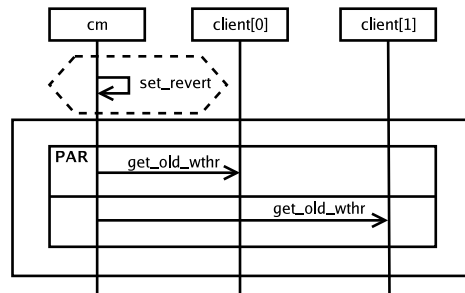 cm
client[0]
client[1]
set_revert
PAR
get_old_wthr
get_old_wthr